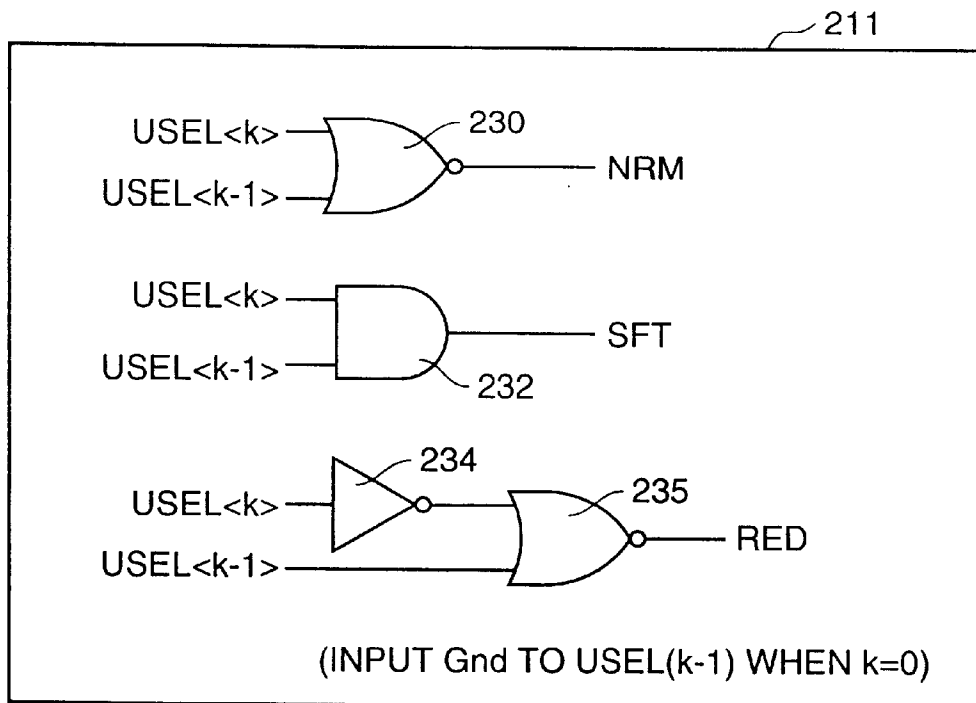 211
USEL<k>
230
NRM
USEL<k-1>
USEL<k>
SFT
USEL<k-1>
232
USEL<k>
234
235
RED
USEL<k-1>
(INPUT Gnd TO USEL(k-1) WHEN k=0)